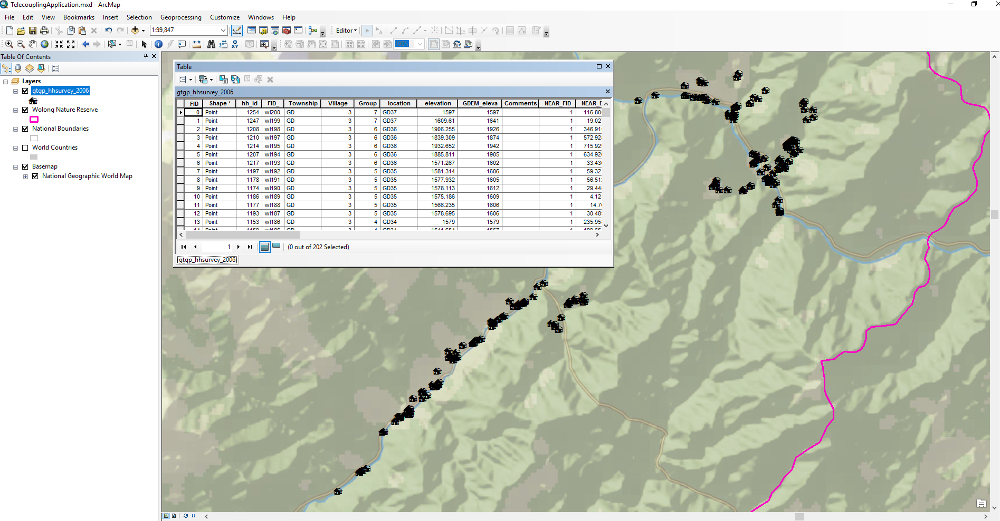 TelecouplingApplication.mxd - ArcMap
File Edit View Bookmarks Insert Selection Geoprocessing Customize Windows Help
1:99,847 Editor
100%
Table Of Contents
Layers
gtgp_hhsurvey_2006
Wolong Nature Reserve
National Boundaries
World Countries
Basemap
National Geographic World Map
Table
gtgp_hhsurvey_2006
FID Shape * hh_id FID_ Township Village Group location elevation GDEM_eleva Comments NEAR_FID NEAR_D
0 Point 1254 wl200 GD 3 7 GD37 1597 1597 1 116.80
1 Point 1247 wl199 GD 3 7 GD37 1609.61 1641 1 19.02
2 Point 1208 wl198 GD 3 6 GD36 1906.255 1926 1 346.91
3 Point 1210 wl197 GD 3 6 GD36 1839.309 1874 1 572.92
4 Point 1214 wl195 GD 3 6 GD36 1932.652 1942 1 715.92
5 Point 1207 wl194 GD 3 6 GD36 1885.811 1905 1 634.92
6 Point 1217 wl193 GD 3 6 GD36 1571.267 1602 1 33.43
7 Point 1197 wl192 GD 3 5 GD35 1581.314 1606 1 59.32
8 Point 1178 wl191 GD 3 5 GD35 1577.932 1605 1 56.51
9 Point 1174 wl190 GD 3 5 GD35 1578.113 1612 1 29.44
10 Point 1186 wl189 GD 3 5 GD35 1575.186 1609 1 4.12
11 Point 1177 wl188 GD 3 5 GD35 1566.235 1606 1 14.7
12 Point 1193 wl187 GD 3 5 GD35 1578.695 1606 1 30.48
13 Point 1153 wl186 GD 3 4 GD34 1579 1579 1 235.95
14 Point 1159 wl185 GD 3 4 GD34 1541.654 1567 1 199.65
1 (0 out of 202 Selected)
gtgp_hhsurvey_2006